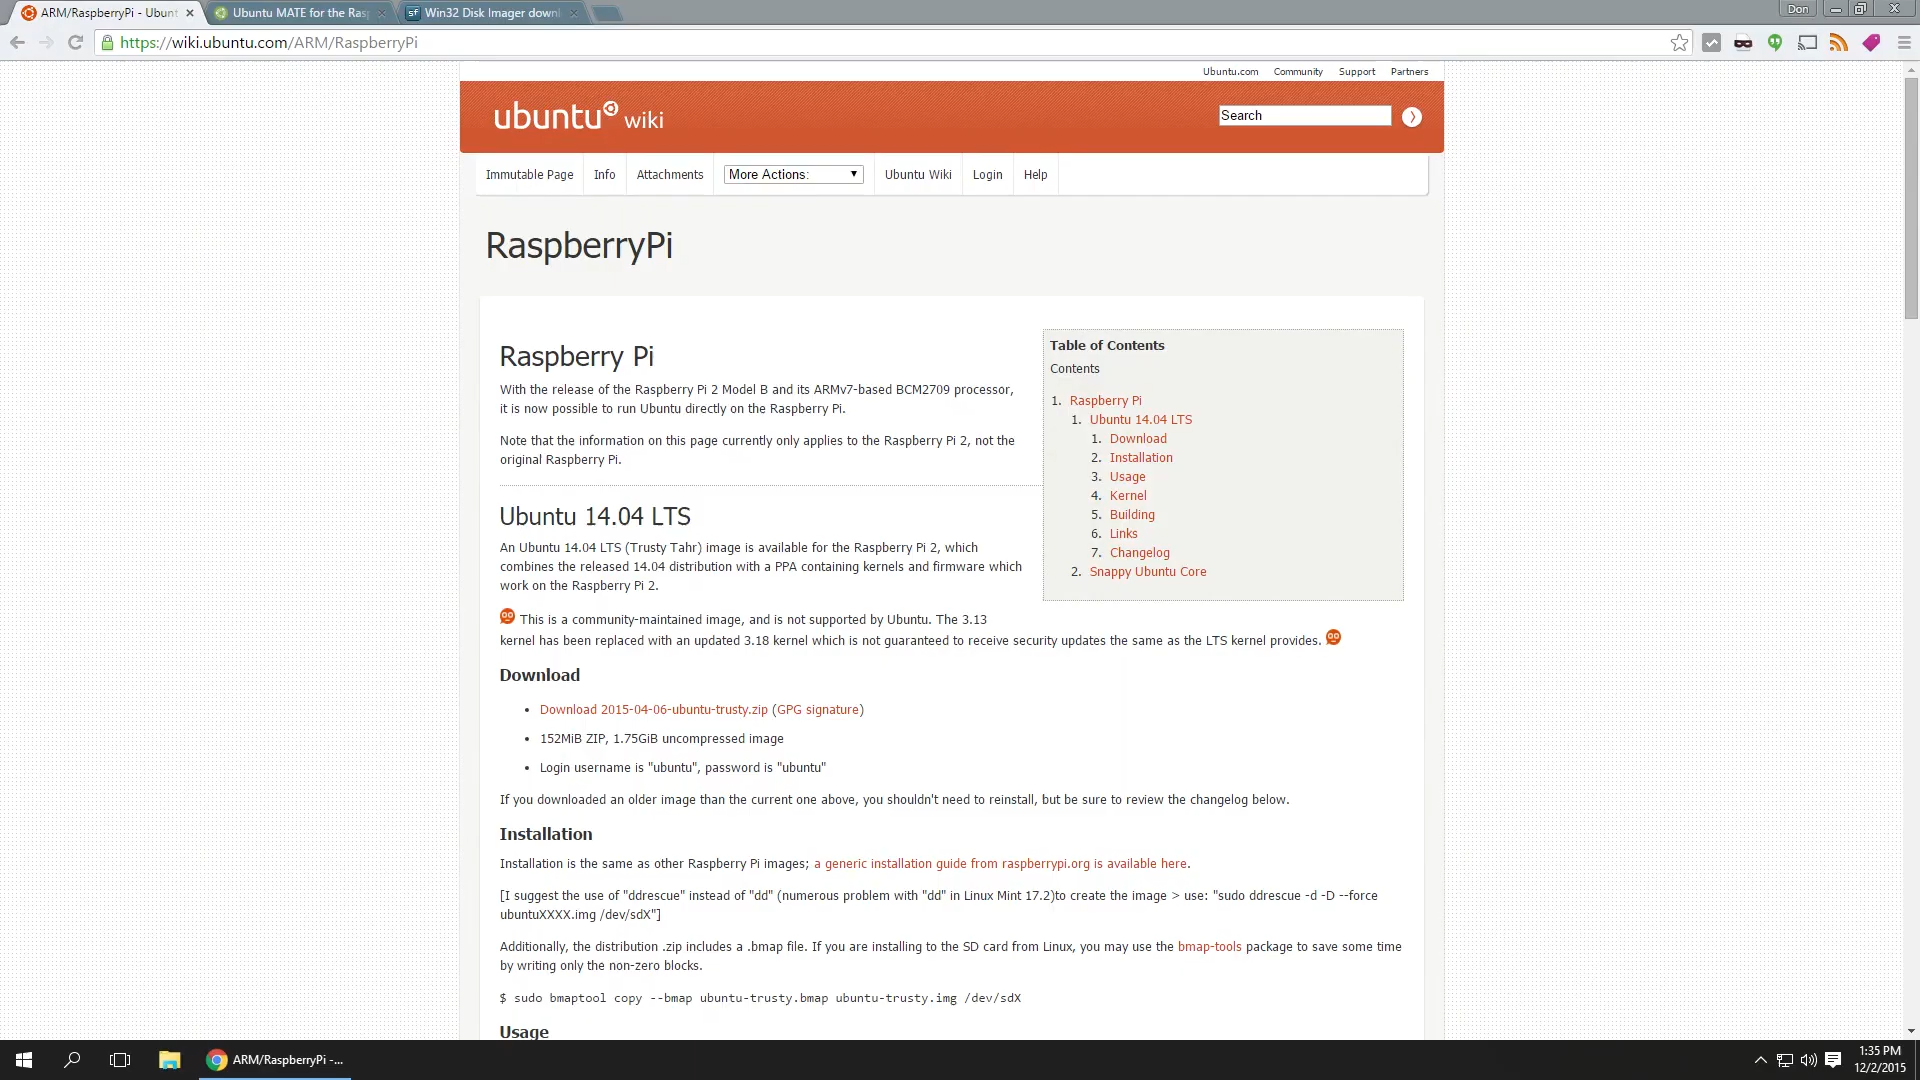 ARM/RaspberryPi - Ubunt
Ubuntu MATE for the Ras
Win32 Disk Imager downl
Don
https://wiki.ubuntu.com/ARM/RaspberryPi
Ubuntu.com Community Support Partners
ubuntu wiki
Search
Immutable Page Info Attachments More Actions: Ubuntu Wiki Login Help
RaspberryPi
Raspberry Pi
With the release of the Raspberry Pi 2 Model B and its ARMv7-based BCM2709 processor,
it is now possible to run Ubuntu directly on the Raspberry Pi.
Note that the information on this page currently only applies to the Raspberry Pi 2, not the
original Raspberry Pi.
Table of Contents
Contents
1. Raspberry Pi
1. Ubuntu 14.04 LTS
1. Download
2. Installation
3. Usage
4. Kernel
5. Building
6. Links
7. Changelog
2. Snappy Ubuntu Core
Ubuntu 14.04 LTS
An Ubuntu 14.04 LTS (Trusty Tahr) image is available for the Raspberry Pi 2, which
combines the released 14.04 distribution with a PPA containing kernels and firmware which
work on the Raspberry Pi 2.
This is a community-maintained image, and is not supported by Ubuntu. The 3.13
kernel has been replaced with an updated 3.18 kernel which is not guaranteed to receive security updates the same as the LTS kernel provides.
Download
• Download 2015-04-06-ubuntu-trusty.zip (GPG signature)
• 152MiB ZIP, 1.75GiB uncompressed image
• Login username is "ubuntu", password is "ubuntu"
If you downloaded an older image than the current one above, you shouldn't need to reinstall, but be sure to review the changelog below.
Installation
Installation is the same as other Raspberry Pi images; a generic installation guide from raspberrypi.org is available here.
[I suggest the use of "ddrescue" instead of "dd" (numerous problem with "dd" in Linux Mint 17.2)to create the image > use: "sudo ddrescue -d -D --force
ubuntuXXXX.img /dev/sdX"]
Additionally, the distribution .zip includes a .bmap file. If you are installing to the SD card from Linux, you may use the bmap-tools package to save some time
by writing only the non-zero blocks.
$ sudo bmaptool copy --bmap ubuntu-trusty.bmap ubuntu-trusty.img /dev/sdX
Usage
ARM/RaspberryPi -...
1:35 PM
12/2/2015